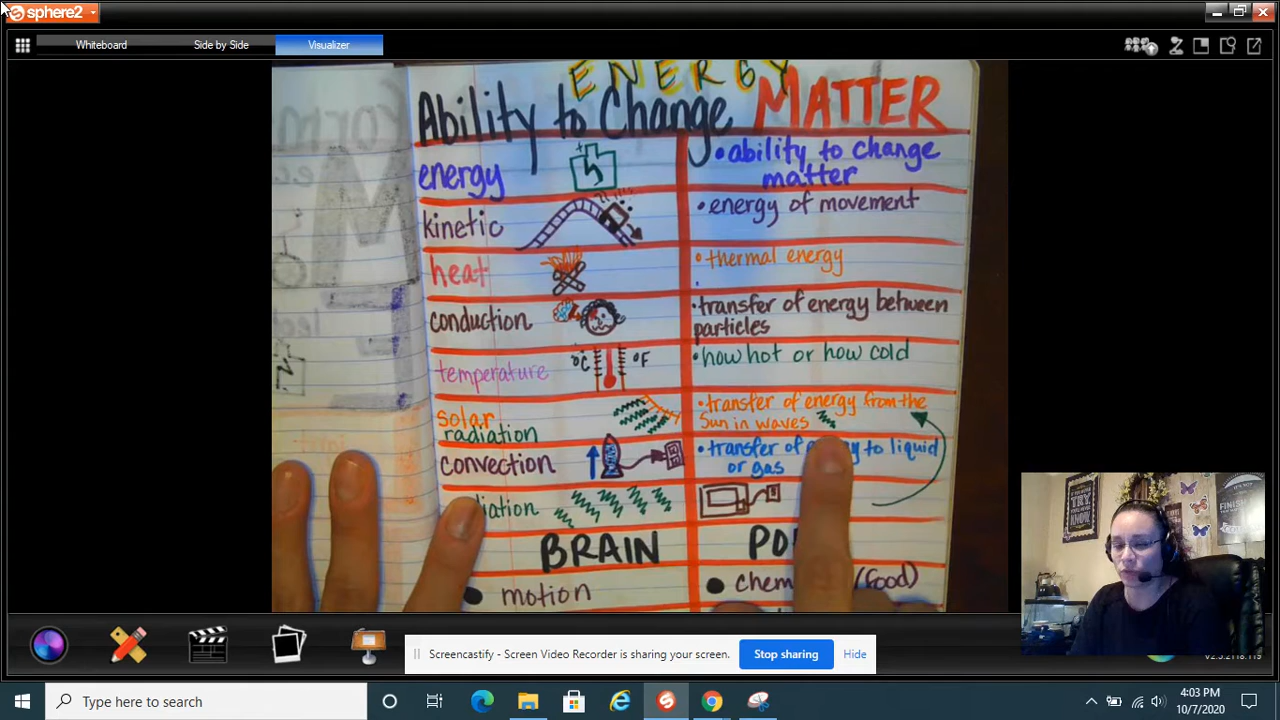 sphere2
Whiteboard
Side by Side
Visualizer
ENERGY
Ability to Change MATTER
energy
• ability to change
matter
kinetic
• energy of movement
heat
• thermal energy
conduction
• transfer of energy between
particles
temperature
°C
°F
• how hot or how cold
solar
radiation
• transfer of energy from the
Sun in waves
convection
• transfer of to liquid
or gas
BRAIN
• motion
(food)
Screencastify - Screen Video Recorder is sharing your screen.
Stop sharing
Hide
Type here to search
4:03 PM
10/7/2020